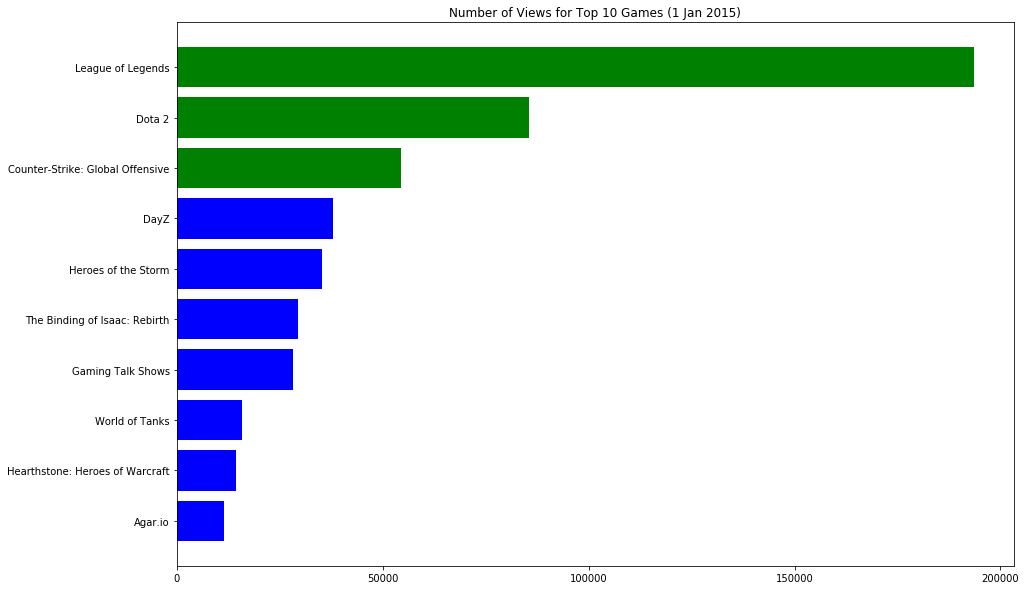 Number of Views for Top 10 Games (1 Jan 2015)
League of Legends
Dota 2
Counter-Strike: Global Offensive
DayZ
Heroes of the Storm
The Binding of Isaac: Rebirth
Gaming Talk Shows
World of Tanks
Hearthstone: Heroes of Warcraft
Agar.io
0 50000 100000 150000 200000